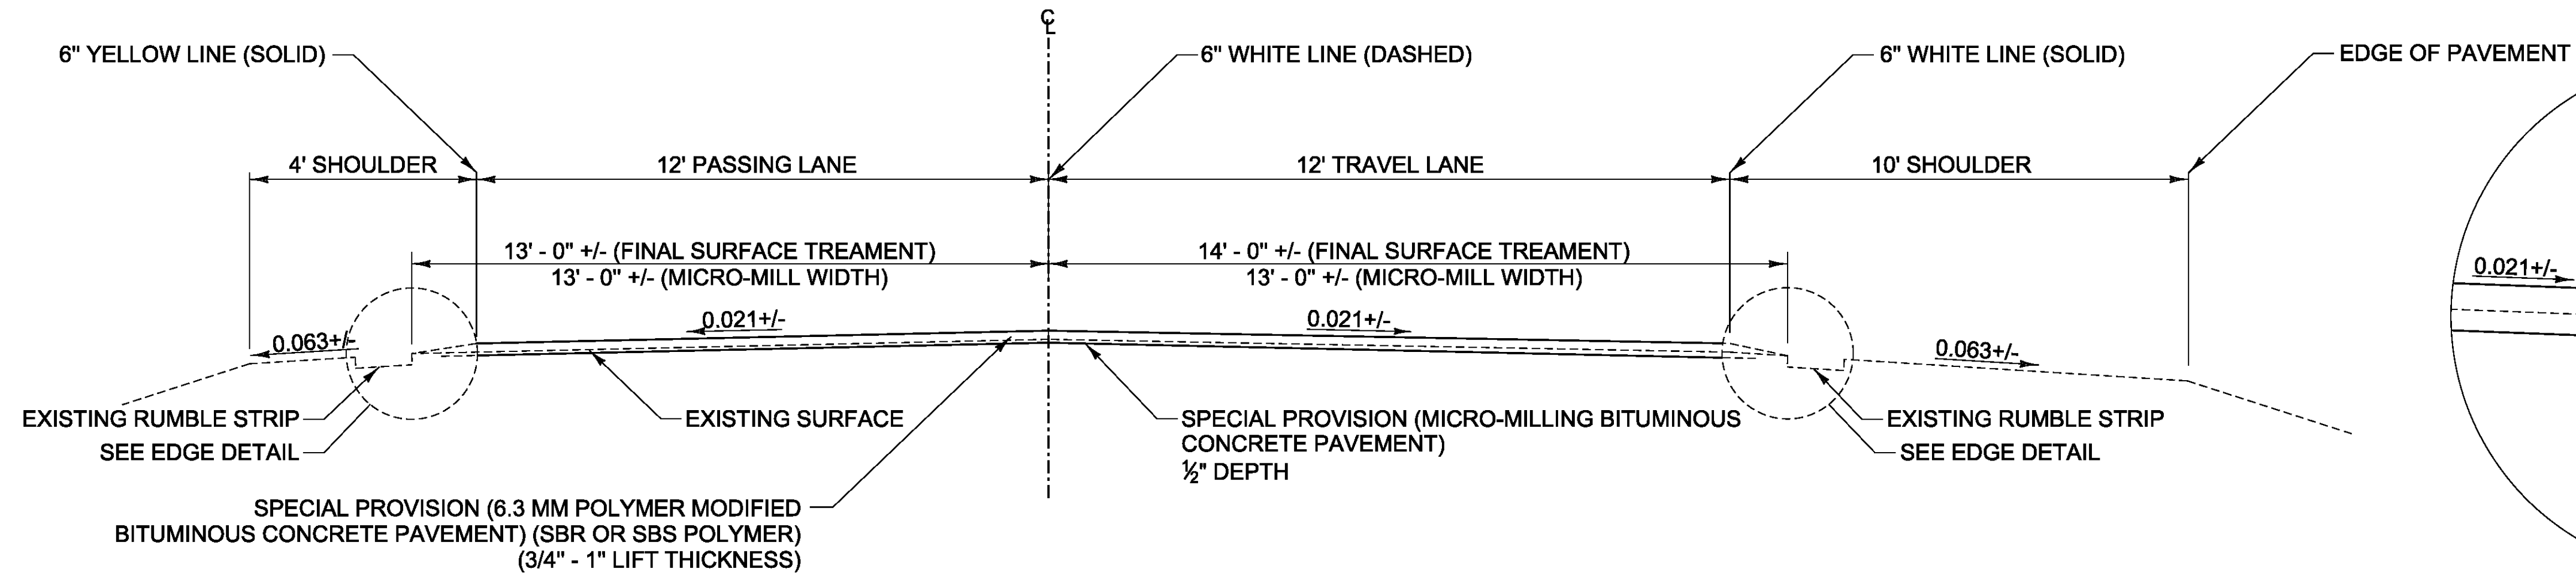 ℄
6" YELLOW LINE (SOLID)
6" WHITE LINE (DASHED)
6" WHITE LINE (SOLID)
EDGE OF PAVEMENT
4' SHOULDER
12' PASSING LANE
12' TRAVEL LANE
10' SHOULDER
13' - 0" +/- (FINAL SURFACE TREAMENT)
13' - 0" +/- (MICRO-MILL WIDTH)
14' - 0" +/- (FINAL SURFACE TREAMENT)
13' - 0" +/- (MICRO-MILL WIDTH)
0.063+/-
0.021+/-
0.021+/-
0.063+/-
0.021+/-
EXISTING RUMBLE STRIP
SEE EDGE DETAIL
EXISTING SURFACE
SPECIAL PROVISION (MICRO-MILLING BITUMINOUS
CONCRETE PAVEMENT)
½" DEPTH
EXISTING RUMBLE STRIP
SEE EDGE DETAIL
SPECIAL PROVISION (6.3 MM POLYMER MODIFIED
BITUMINOUS CONCRETE PAVEMENT) (SBR OR SBS POLYMER)
(3/4" - 1" LIFT THICKNESS)